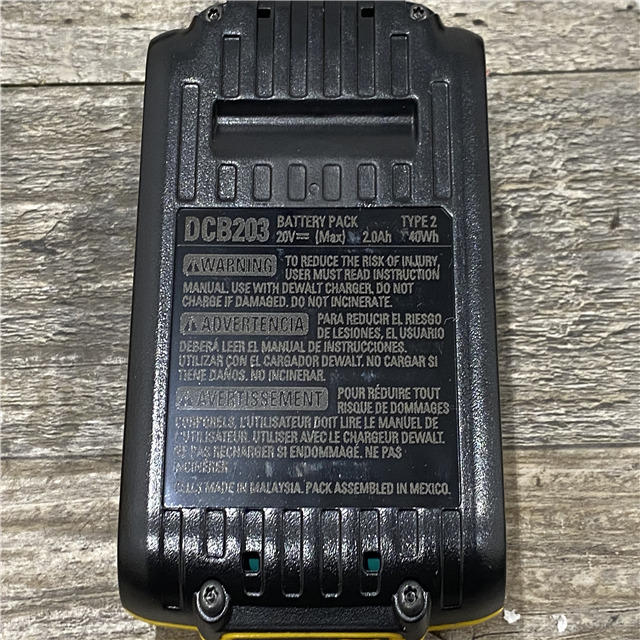 DCB203 BATTERY PACK TYPE 2
20V⎓ (Max) 2.0Ah 40Wh
⚠WARNING TO REDUCE THE RISK OF INJURY,
USER MUST READ INSTRUCTION
MANUAL. USE WITH DEWALT CHARGER. DO NOT
CHARGE IF DAMAGED. DO NOT INCINERATE.
⚠ADVERTENCIA PARA REDUCIR EL RIESGO
DE LESIONES, EL USUARIO
DEBERÁ LEER EL MANUAL DE INSTRUCCIONES.
UTILIZAR CON EL CARGADOR DEWALT. NO CARGAR SI
TIENE DAÑOS. NO INCINERAR.
⚠AVERTISSEMENT POUR RÉDUIRE TOUT
RISQUE DE DOMMAGES
CORPORELS, L'UTILISATEUR DOIT LIRE LE MANUEL DE
L'UTILISATEUR. UTILISER AVEC LE CHARGEUR DEWALT.
NE PAS RECHARGER SI ENDOMMAGÉ. NE PAS
INCINÉRER
CELLS MADE IN MALAYSIA. PACK ASSEMBLED IN MEXICO.